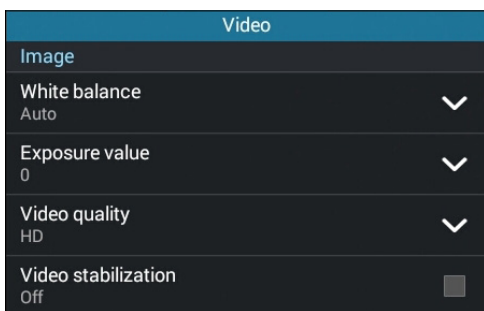 Video
Image
White balance
Auto
Exposure value
0
Video quality
HD
Video stabilization
Off